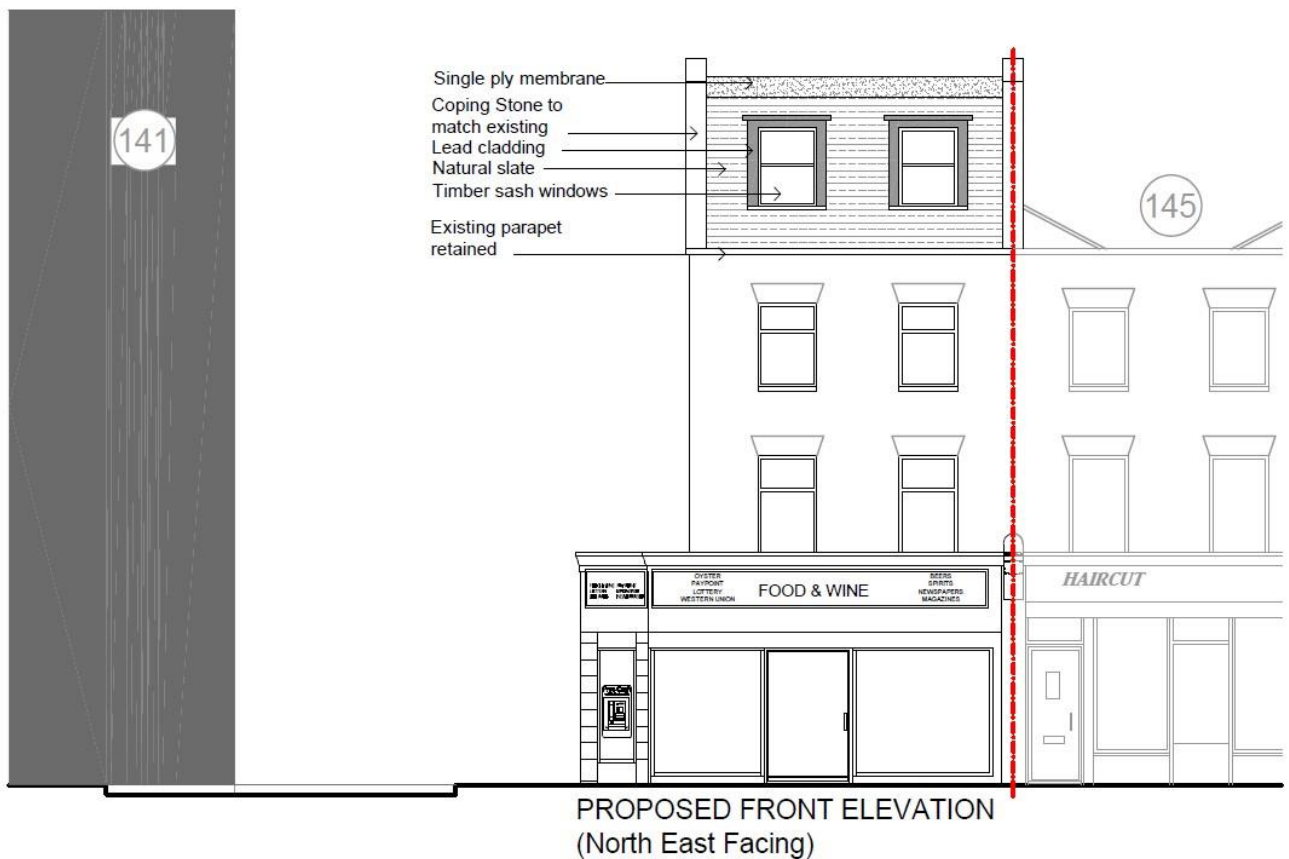 Single ply membrane
Coping Stone to
match existing
Lead cladding
Natural slate
Timber sash windows
Existing parapet
retained
141
145
OYSTER
PAYPOINT
LOTTERY
WESTERN UNION
FOOD & WINE
BEERS
SPIRITS
NEWSPAPERS
MAGAZINES
HAIRCUT
PROPOSED FRONT ELEVATION
(North East Facing)